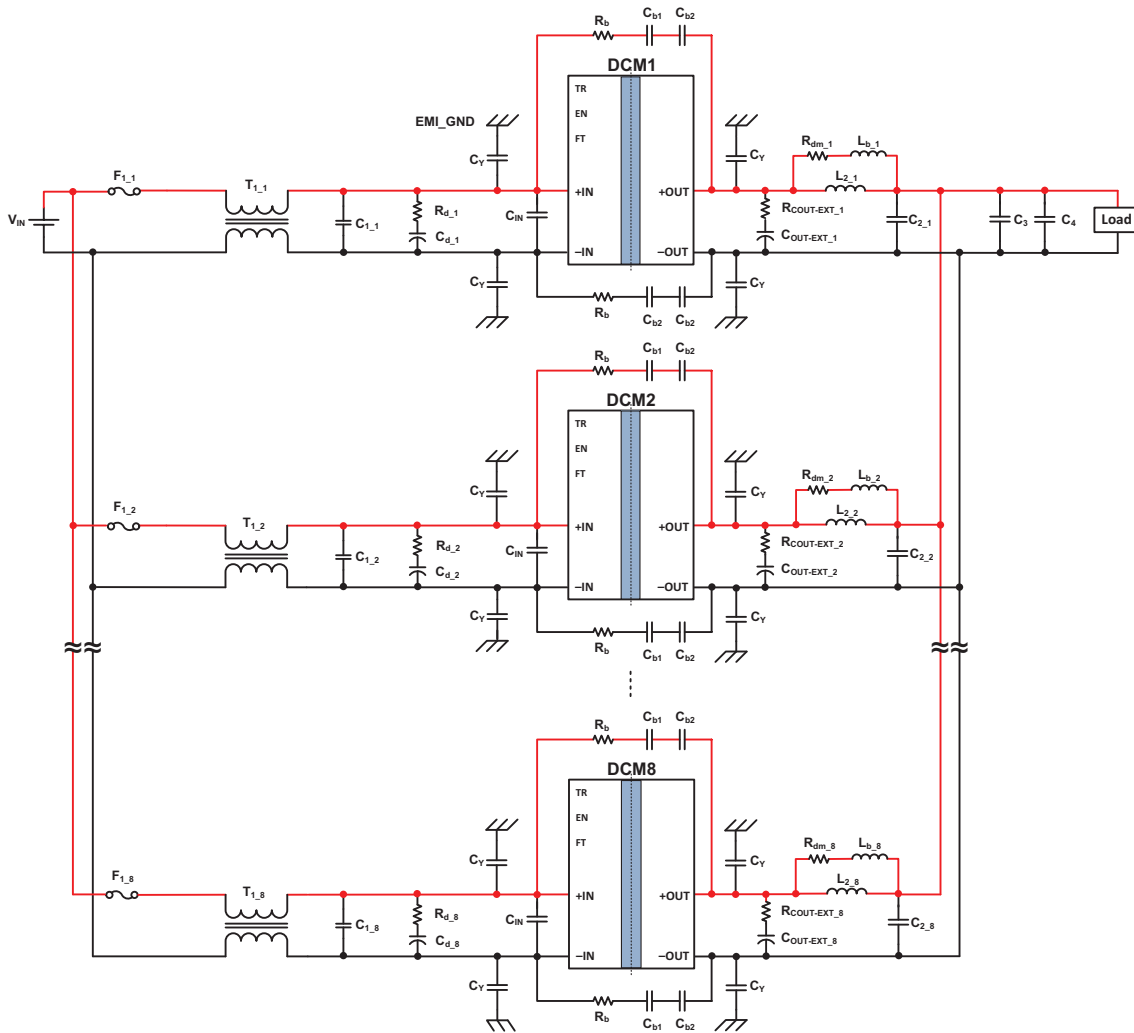 Rb Cb1 Cb2
DCM1
TR
EN
FT
EMI_GND
CY
CY
Rdm_1 Lb_1
F1_1
T1_1
+IN
+OUT
L2_1
VIN
C1_1
Rd_1
Cd_1
CIN
RCOUT-EXT_1
COUT-EXT_1
C2_1
C3
C4
Load
–IN
–OUT
CY
CY
Rb Cb2 Cb2
Rb Cb1 Cb2
DCM2
TR
EN
FT
CY
CY
Rdm_2 Lb_2
F1_2
T1_2
+IN
+OUT
L2_2
C1_2
Rd_2
Cd_2
CIN
RCOUT-EXT_2
COUT-EXT_2
C2_2
–IN
–OUT
CY
CY
Rb Cb1 Cb2
Rb Cb1 Cb2
DCM8
TR
EN
FT
CY
CY
Rdm_8 Lb_8
F1_8
T1_8
+IN
+OUT
L2_8
C1_8
Rd_8
Cd_8
CIN
RCOUT-EXT_8
COUT-EXT_8
C2_8
–IN
–OUT
CY
CY
Rb Cb1 Cb2